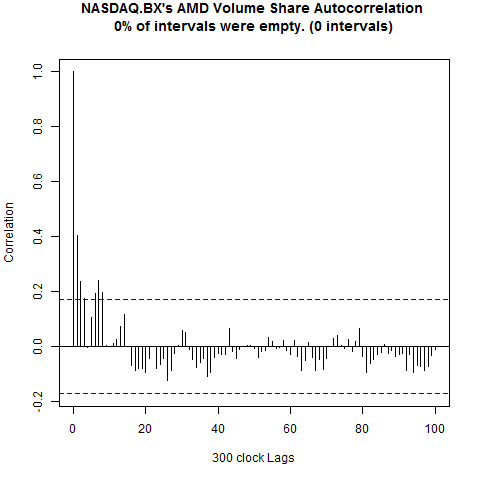 NASDAQ.BX's AMD Volume Share Autocorrelation
0% of intervals were empty. (0 intervals)
1.0
0.8
0.6
0.4
0.2
0.0
-0.2
Correlation
0 20 40 60 80 100
300 clock Lags